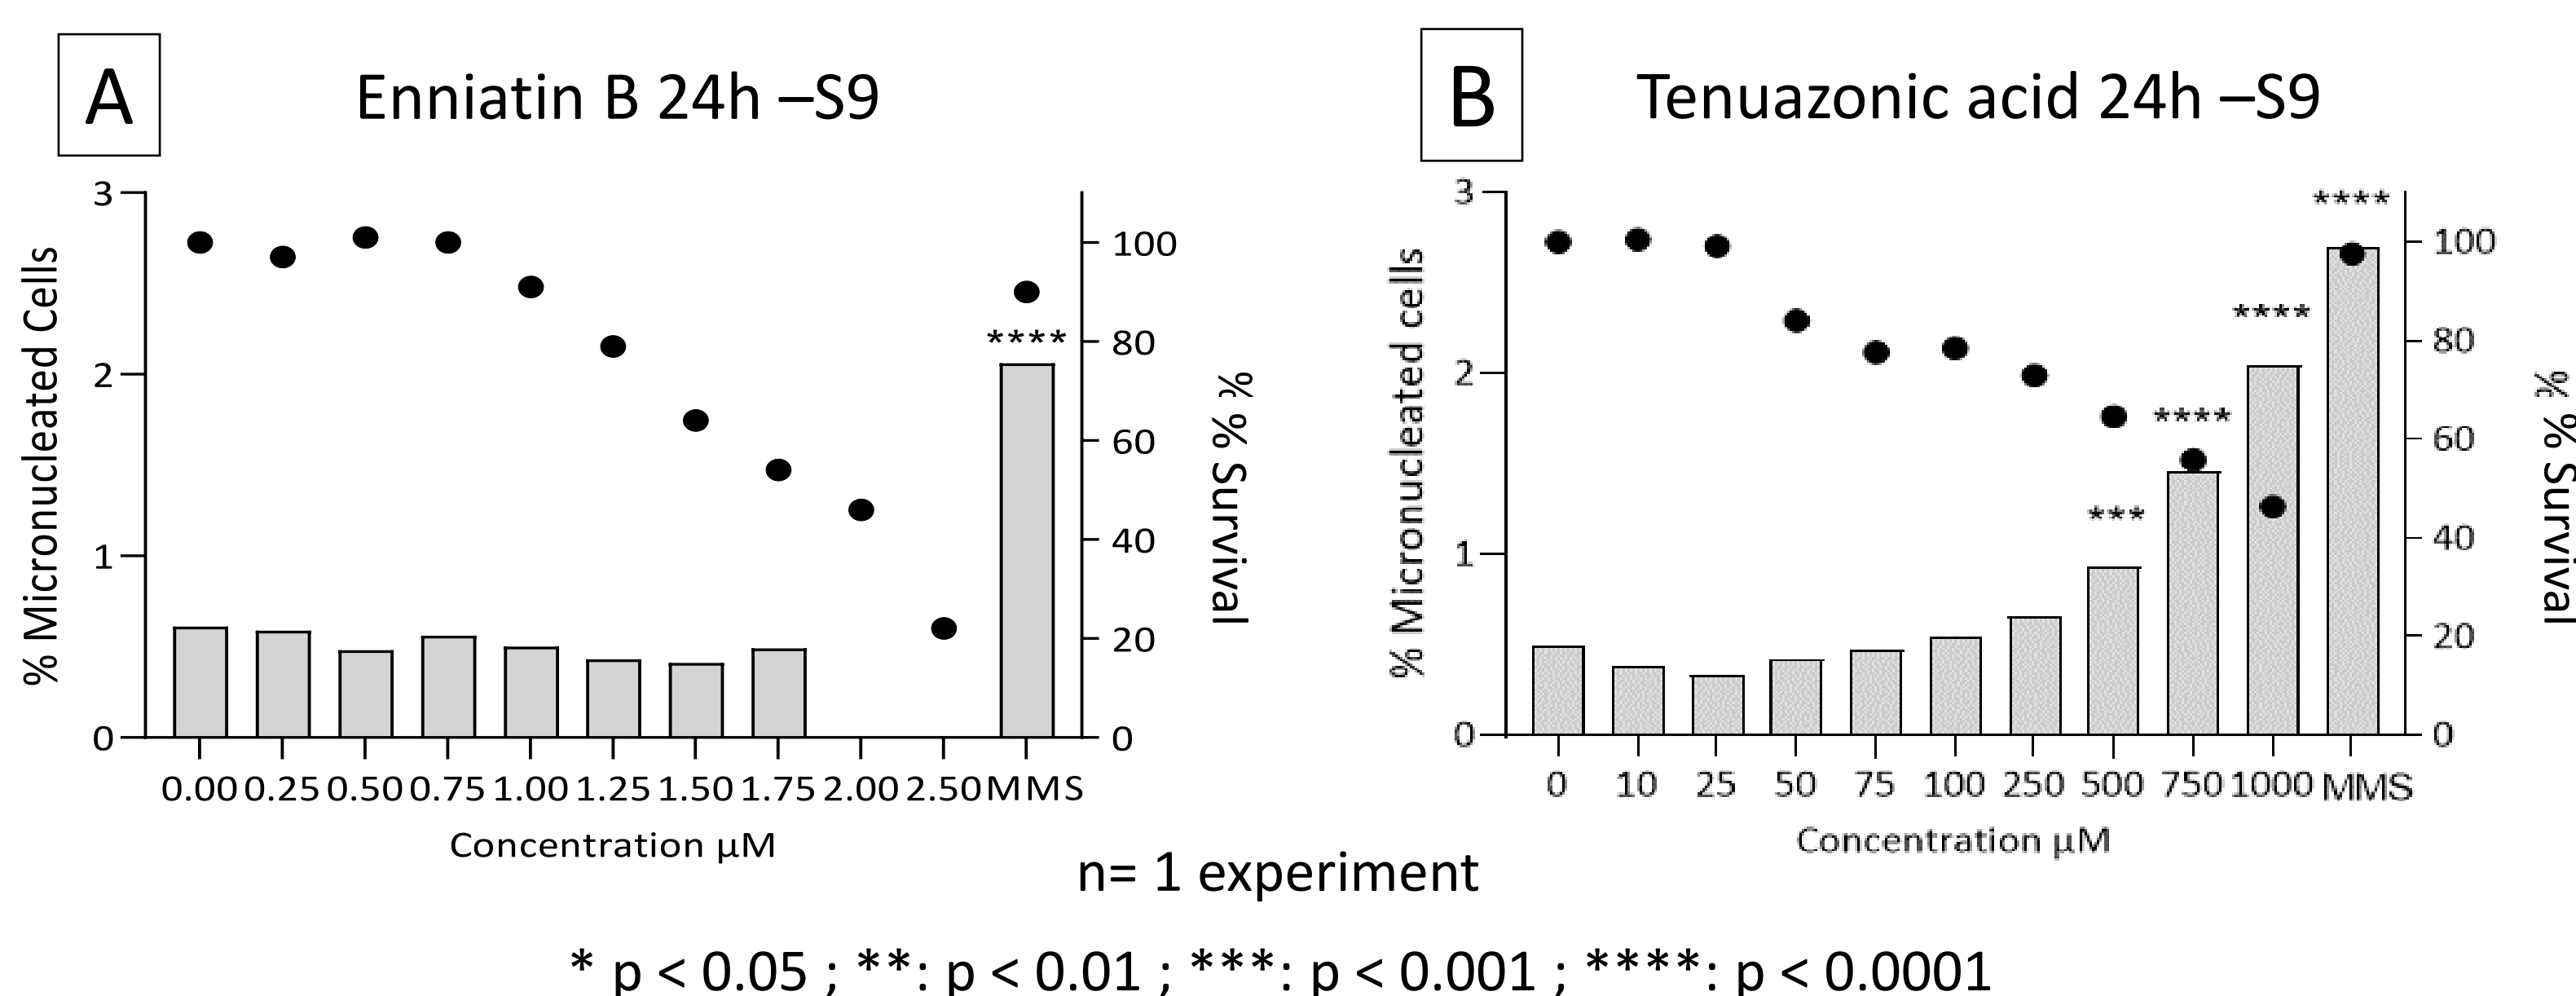 A
Enniatin B 24h –S9
3
2
1
0
% Micronucleated Cells
****
100
80
60
40
20
0
% % Survival
0.00 0.25 0.50 0.75 1.00 1.25 1.50 1.75 2.00 2.50 MMS
Concentration µM
B
Tenuazonic acid 24h –S9
3
2
1
0
% Micronucleated cells
***
****
****
****
100
80
60
40
20
0
% % Survival
0 10 25 50 75 100 250 500 750 1000 MMS
Concentration µM
n= 1 experiment
* p < 0.05 ; **: p < 0.01 ; ***: p < 0.001 ; ****: p < 0.0001